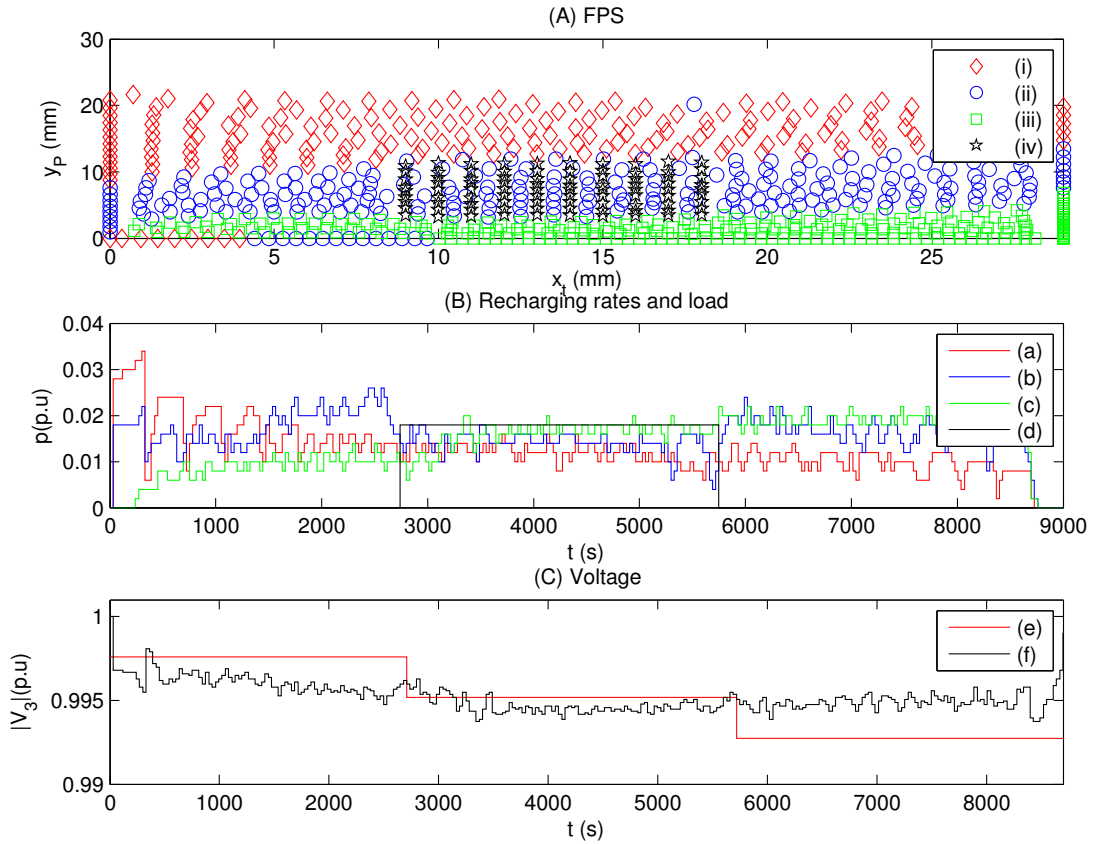 (A) FPS
30
20
10
0
y_P (mm)
(i)
(ii)
(iii)
(iv)
0 5 10 15 20 25
x_t (mm)
(B) Recharging rates and load
0.04
0.03
0.02
0.01
0
p(p.u)
(a)
(b)
(c)
(d)
0 1000 2000 3000 4000 5000 6000 7000 8000 9000
t (s)
(C) Voltage
1
0.995
0.99
|V_3|(p.u)
(e)
(f)
0 1000 2000 3000 4000 5000 6000 7000 8000
t (s)